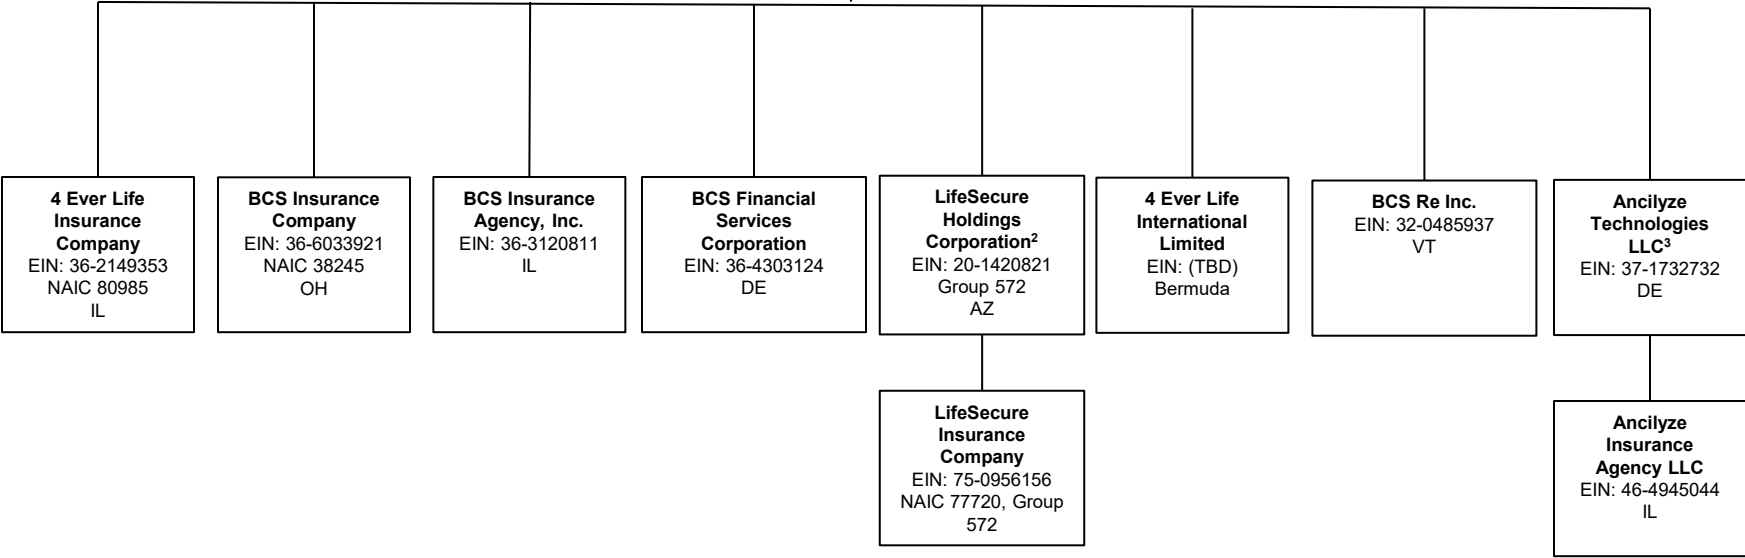 4 Ever Life
Insurance
Company
EIN: 36-2149353
NAIC 80985
IL
BCS Insurance
Company
EIN: 36-6033921
NAIC 38245
OH
BCS Insurance
Agency, Inc.
EIN: 36-3120811
IL
BCS Financial
Services
Corporation
EIN: 36-4303124
DE
LifeSecure
Holdings
Corporation²
EIN: 20-1420821
Group 572
AZ
4 Ever Life
International
Limited
EIN: (TBD)
Bermuda
BCS Re Inc.
EIN: 32-0485937
VT
Ancilyze
Technologies
LLC³
EIN: 37-1732732
DE
LifeSecure
Insurance
Company
EIN: 75-0956156
NAIC 77720, Group
572
Ancilyze
Insurance
Agency LLC
EIN: 46-4945044
IL